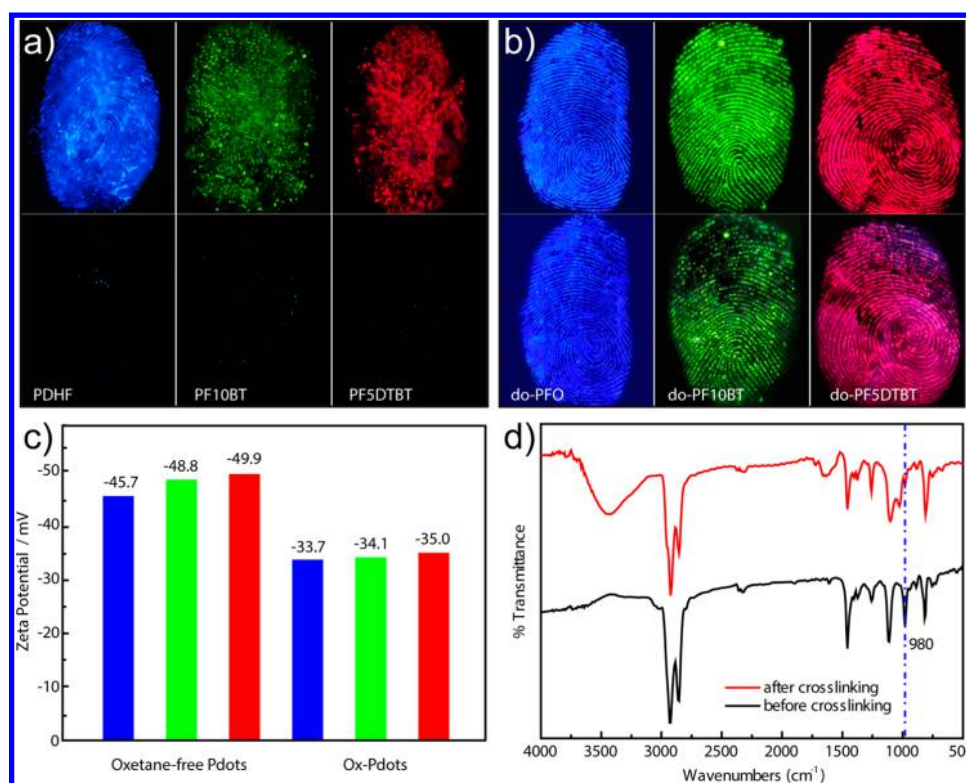 a)
PDHF
PF10BT
PF5DTBT
b)
do-PFO
do-PF10BT
do-PF5DTBT
c)
Zeta Potential / mV
-50
-40
-30
-20
-10
0
-45.7
-48.8
-49.9
-33.7
-34.1
-35.0
Oxetane-free Pdots
Ox-Pdots
d)
% Transmittance
980
after crosslinking
before crosslinking
4000 3500 3000 2500 2000 1500 1000 500
Wavenumbers (cm⁻¹)